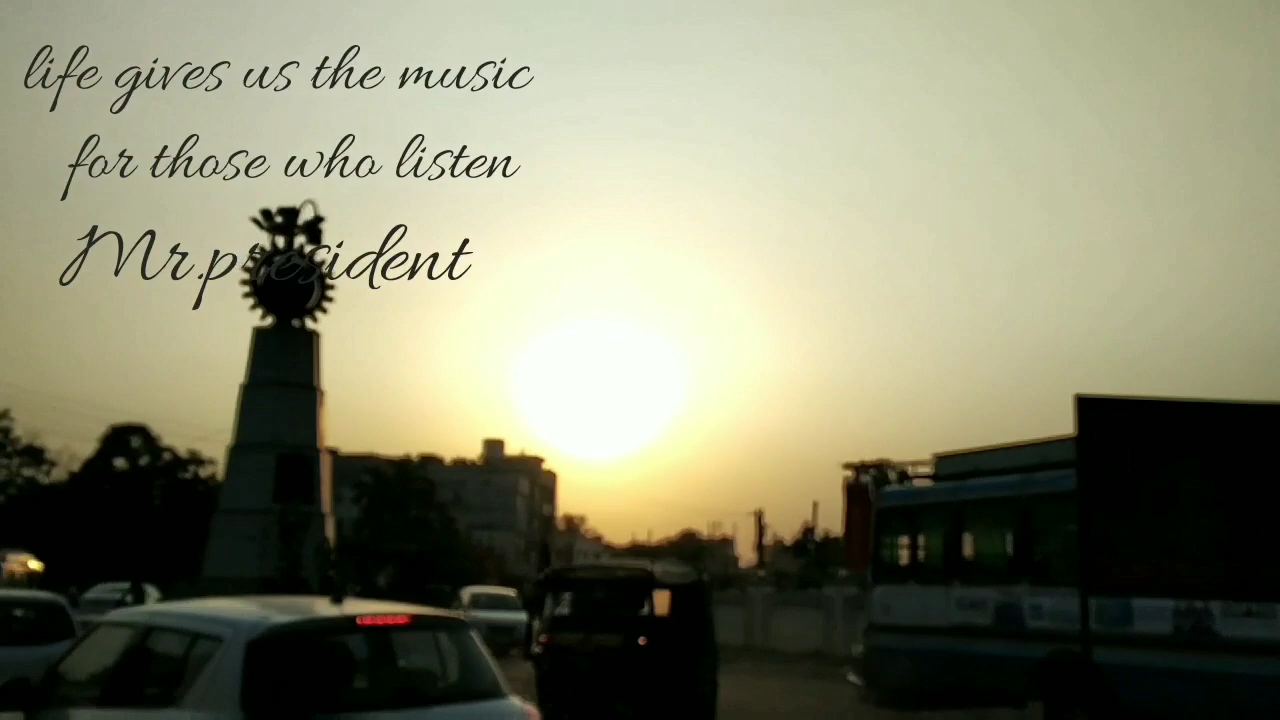 life gives us the music
for those who listen
Mr.president